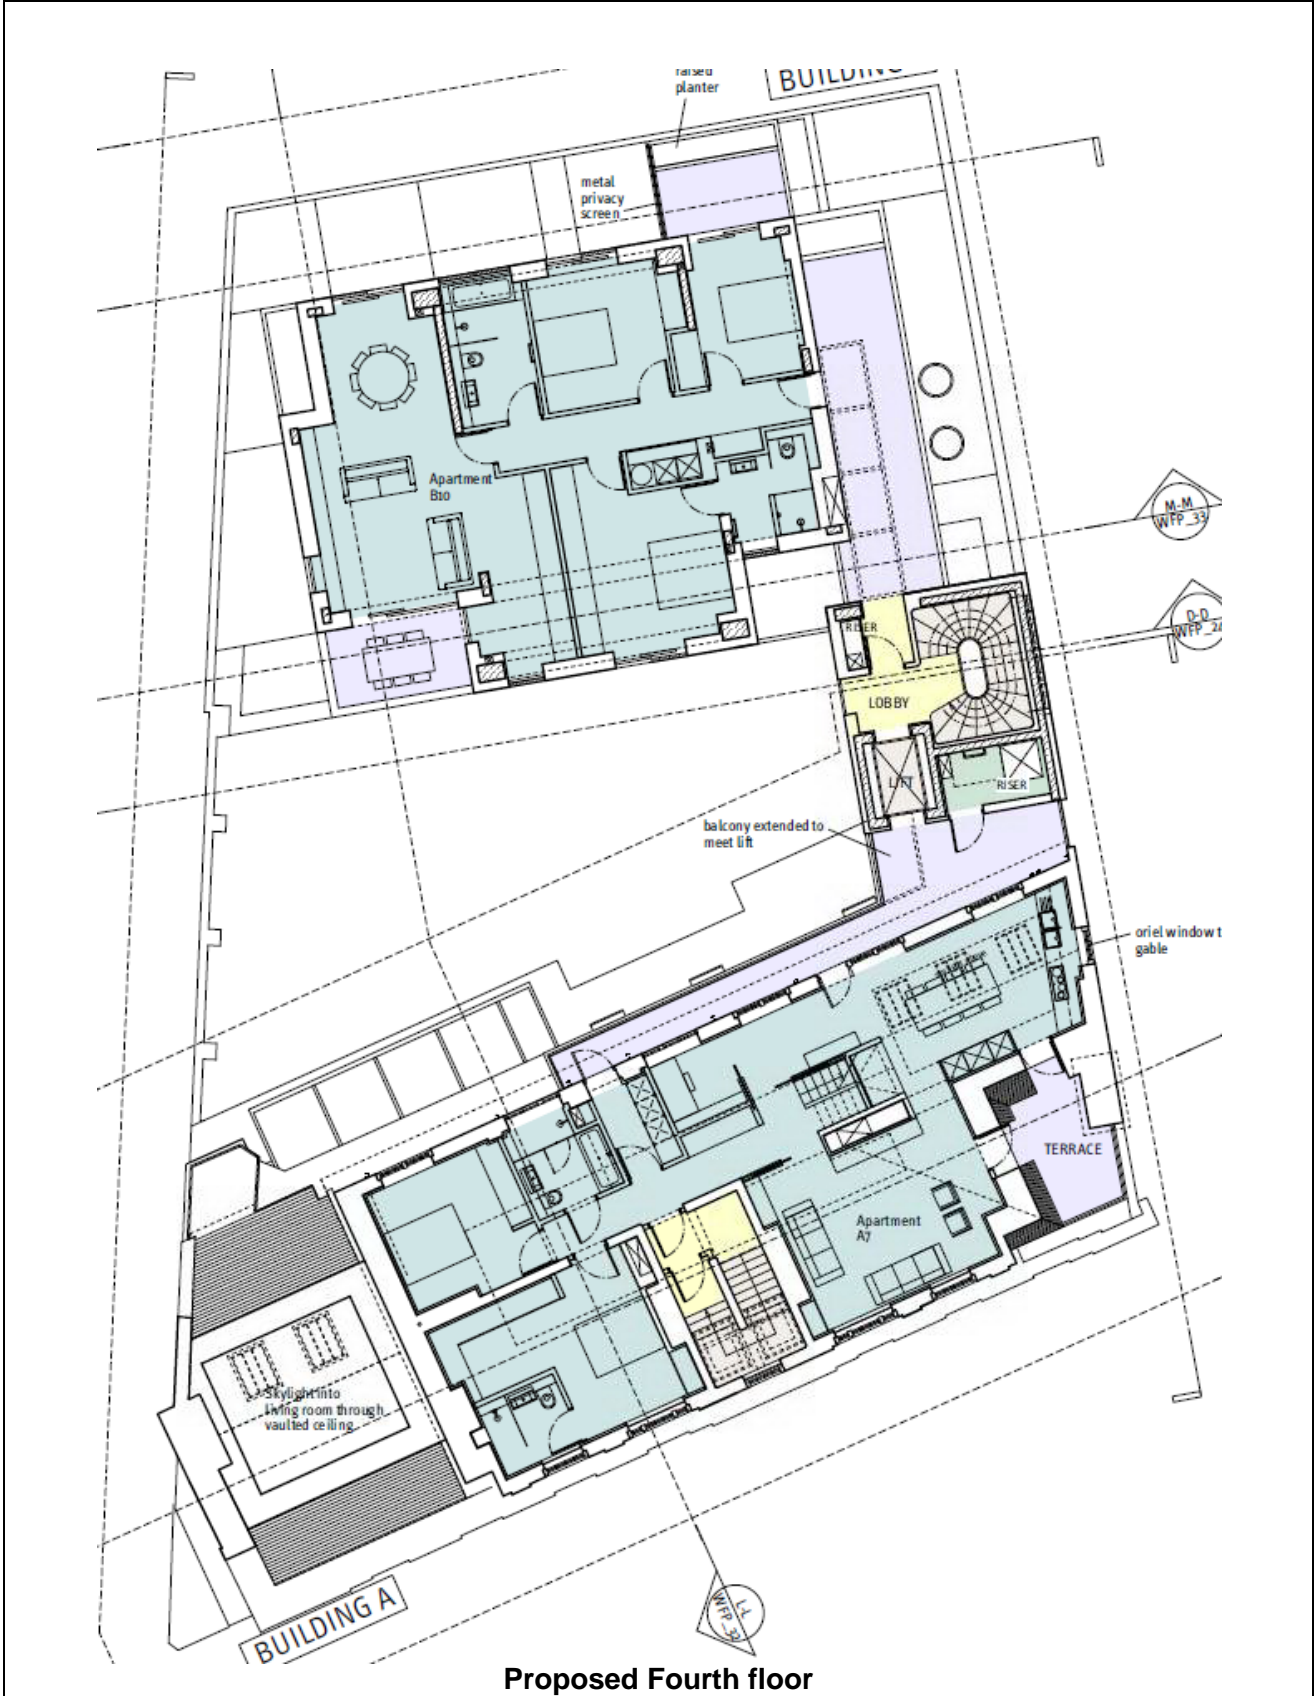 raised
planter
BUILDING
metal
privacy
screen
Apartment
B10
M-M
WFP_33
D-D
RISER
LOBBY
LIFT
RISER
balcony extended to
meet lift
oriel window t
gable
TERRACE
Apartment
A7
Skylight into
living room through
vaulted ceiling
BUILDING A
L-L
WFP_32
Proposed Fourth floor